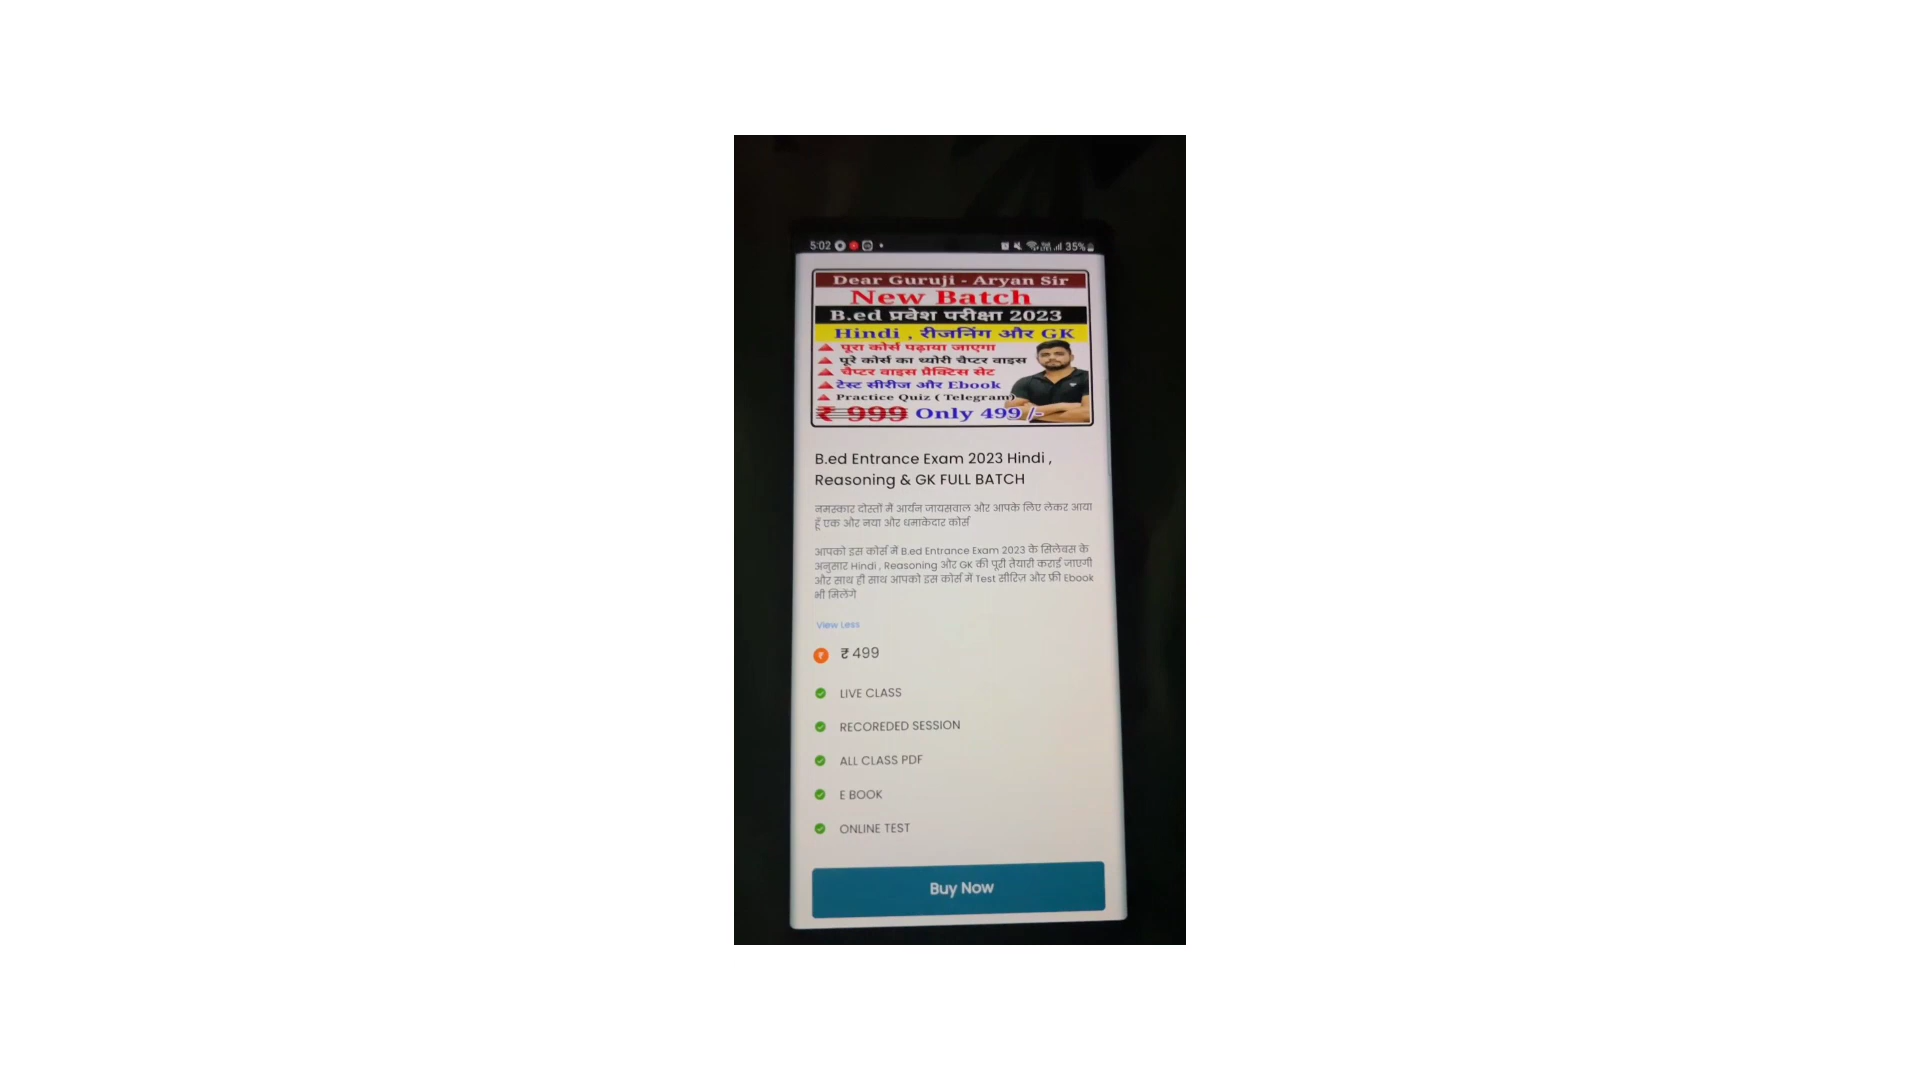 5:02
35%
Dear Guruji - Aryan Sir
New Batch
B.ed प्रवेश परीक्षा 2023
Hindi , रीजनिंग और GK
पूरा कोर्स पढ़ाया जाएगा
पूरे कोर्स का थ्योरी चैप्टर वाइस
चैप्टर वाइस प्रैक्टिस सेट
टेस्ट सीरीज और Ebook
Practice Quiz ( Telegram)
₹ 999 Only 499 /-
B.ed Entrance Exam 2023 Hindi ,
Reasoning & GK FULL BATCH
नमस्कार दोस्तों में आर्यन जायसवाल और आपके लिए लेकर आया
हूँ एक और नया और धमाकेदार कोर्स
आपको इस कोर्स में B.ed Entrance Exam 2023 के सिलेबस के
अनुसार Hindi , Reasoning और GK की पूरी तैयारी कराई जाएगी
और साथ ही साथ आपको इस कोर्स में Test सीरिज और फ्री Ebook
भी मिलेंगे
View Less
₹ 499
LIVE CLASS
RECOREDED SESSION
ALL CLASS PDF
E BOOK
ONLINE TEST
Buy Now